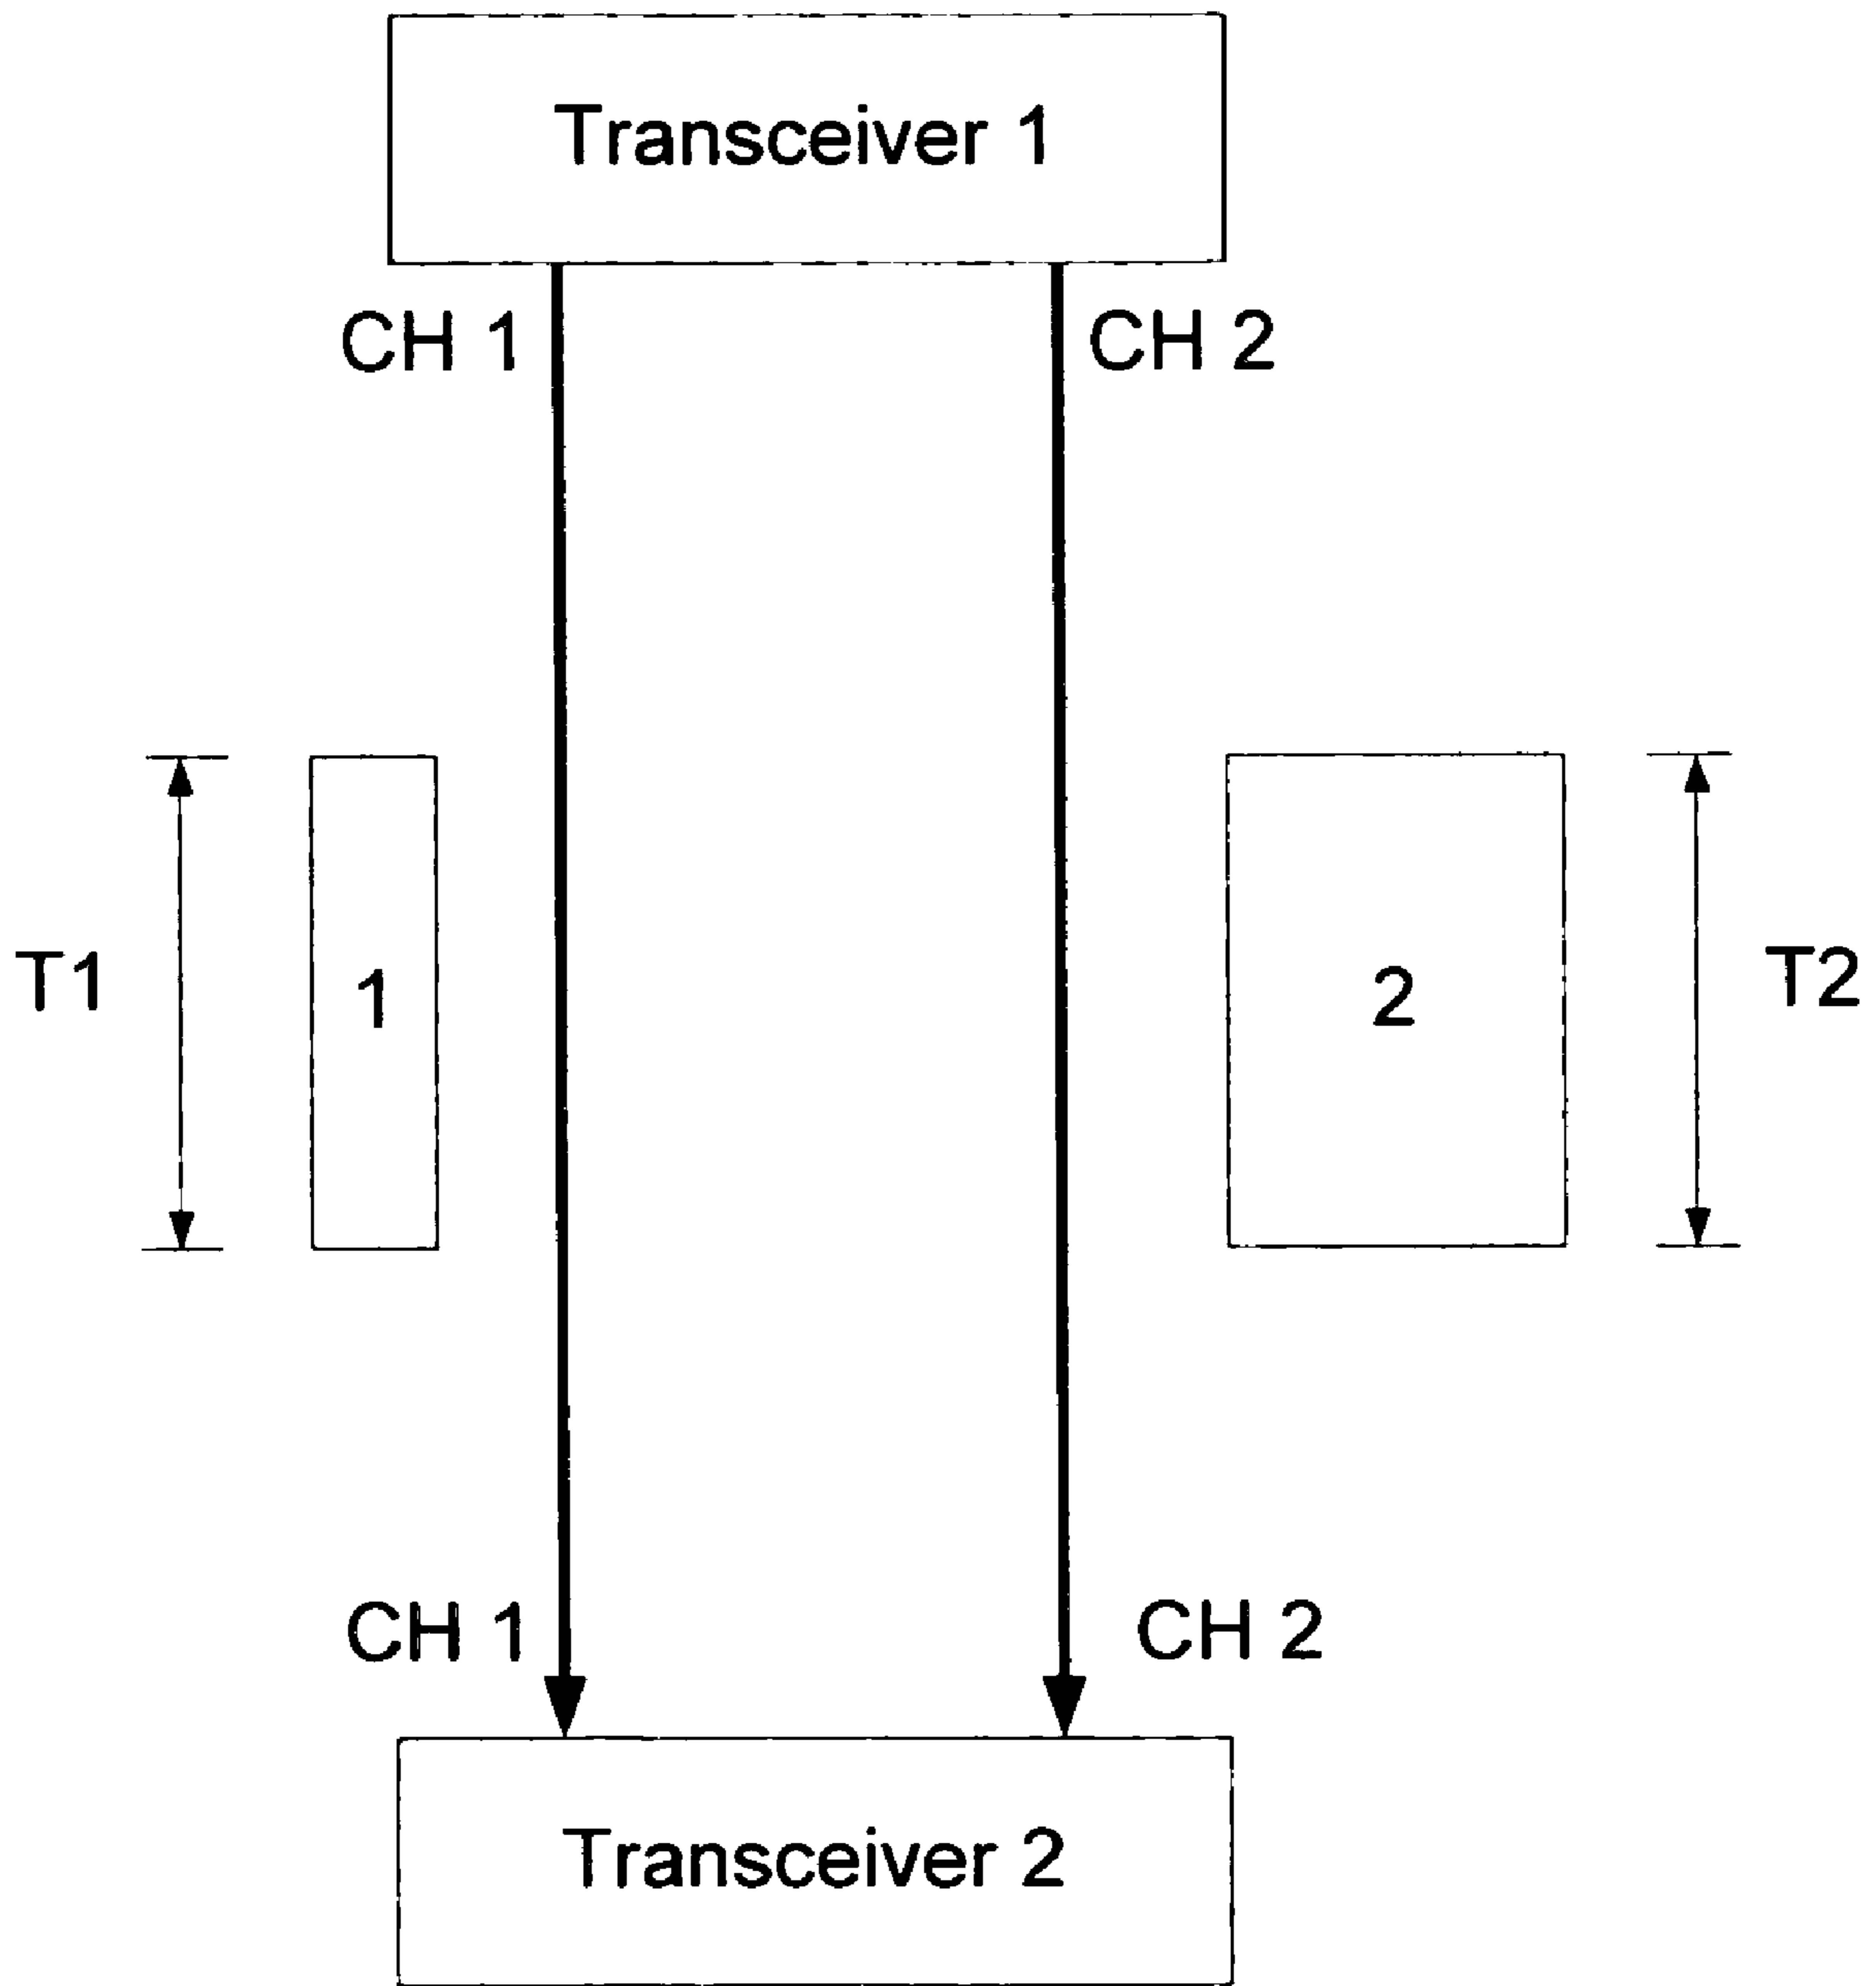 Transceiver 1
CH 1
CH 2
T1
1
2
T2
CH 1
CH 2
Transceiver 2